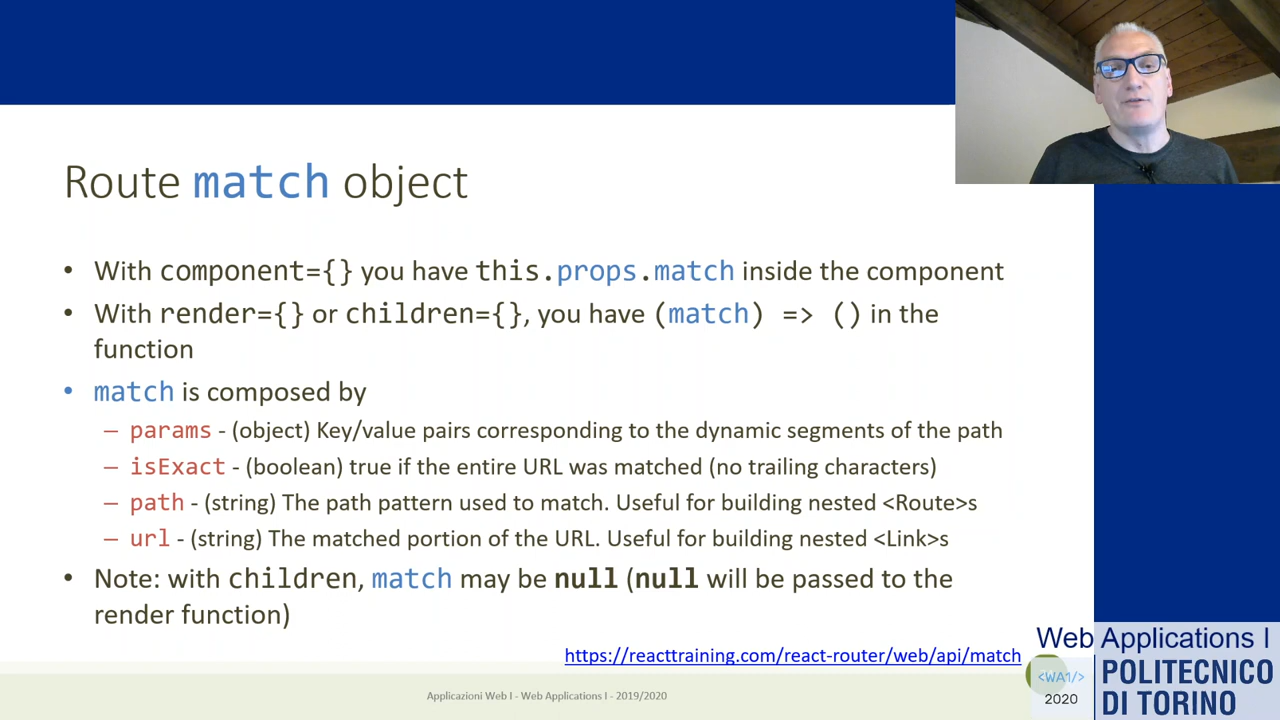 Route match object
• With component={} you have this.props.match inside the component
• With render={} or children={}, you have (match) => () in the
function
• match is composed by
– params - (object) Key/value pairs corresponding to the dynamic segments of the path
– isExact - (boolean) true if the entire URL was matched (no trailing characters)
– path - (string) The path pattern used to match. Useful for building nested <Route>s
– url - (string) The matched portion of the URL. Useful for building nested <Link>s
• Note: with children, match may be null (null will be passed to the
render function)
https://reacttraining.com/react-router/web/api/match
Applicazioni Web I - Web Applications I - 2019/2020
Web Applications I
<WA1/>
2020
POLITECNICO
DI TORINO